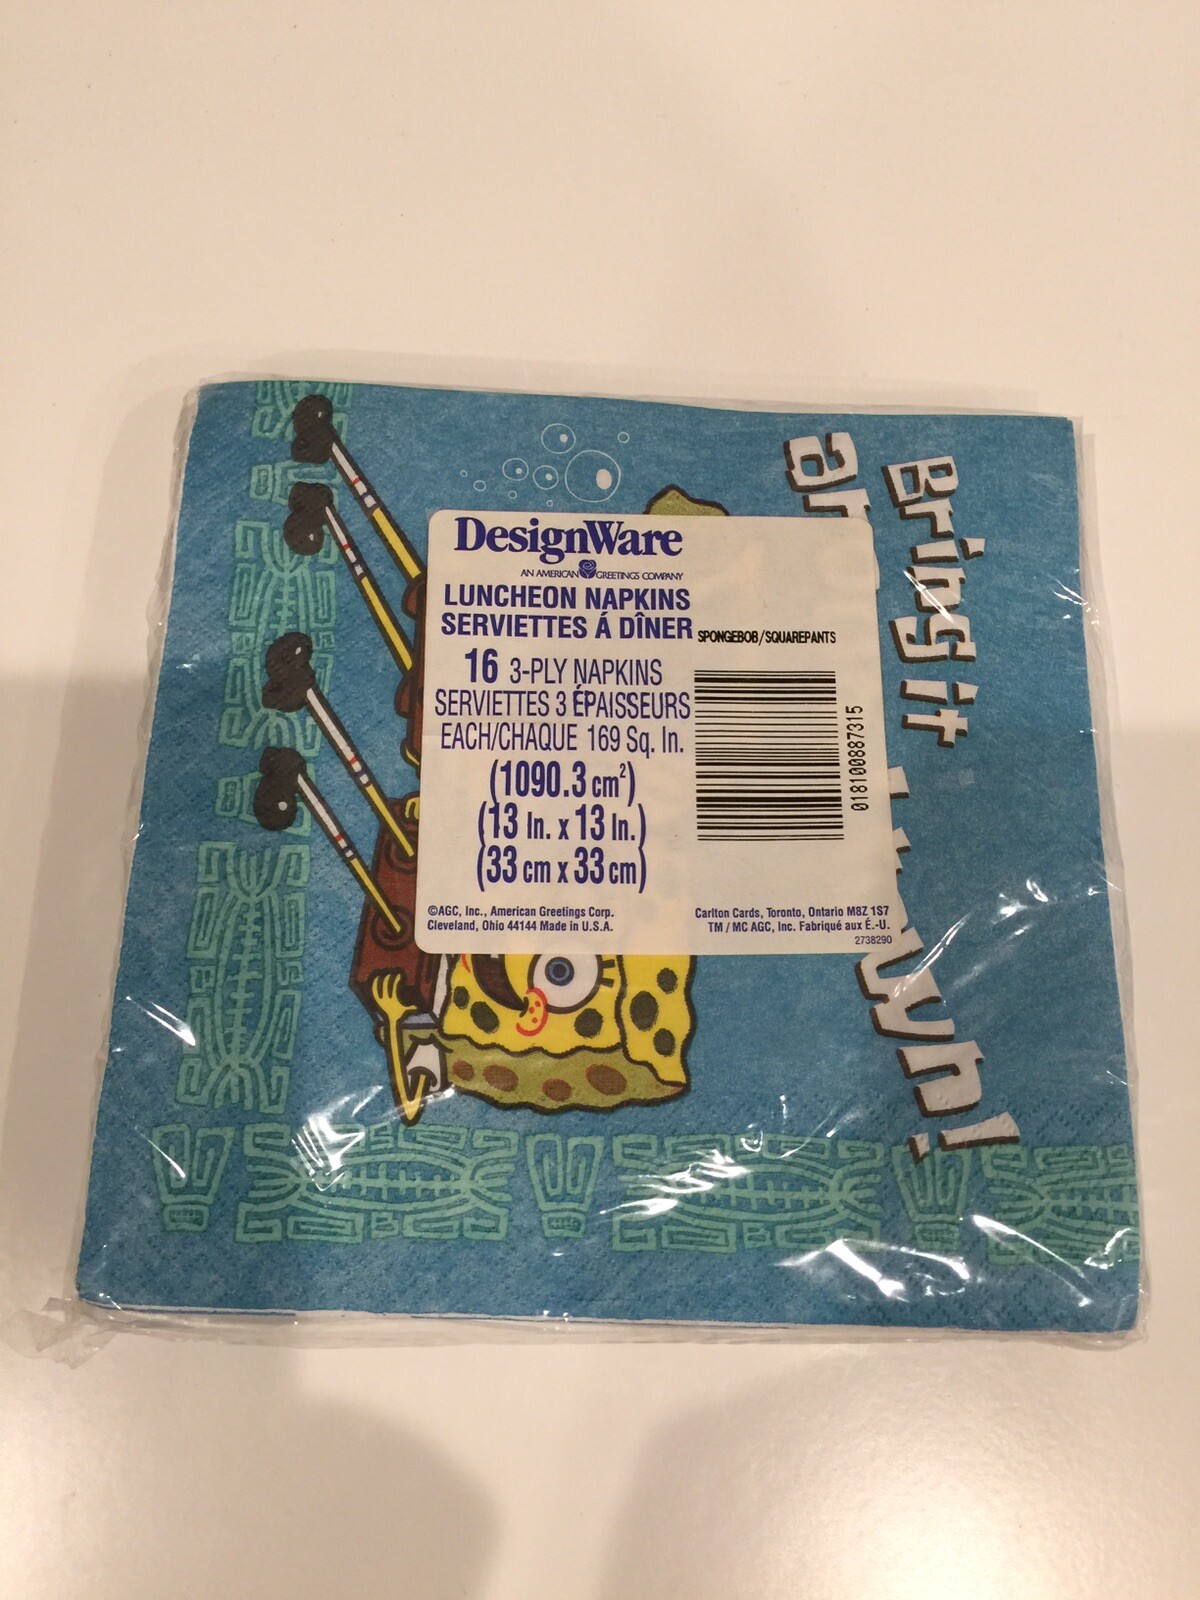 Bring it
DesignWare
AN AMERICAN GREETINGS COMPANY
LUNCHEON NAPKINS
SERVIETTES Á DÎNER
16 3-PLY NAPKINS
SERVIETTES 3 ÉPAISSEURS
EACH/CHAQUE 169 Sq. In.
(1090.3 cm²)
(13 In. x 13 In.)
(33 cm x 33 cm)
©AGC, Inc., American Greetings Corp.
Cleveland, Ohio 44144 Made in U.S.A.
SPONGEBOB/SQUAREPANTS
018100887315
Carlton Cards, Toronto, Ontario M8Z 1S7
TM / MC AGC, Inc. Fabriqué aux É.-U.
2738290